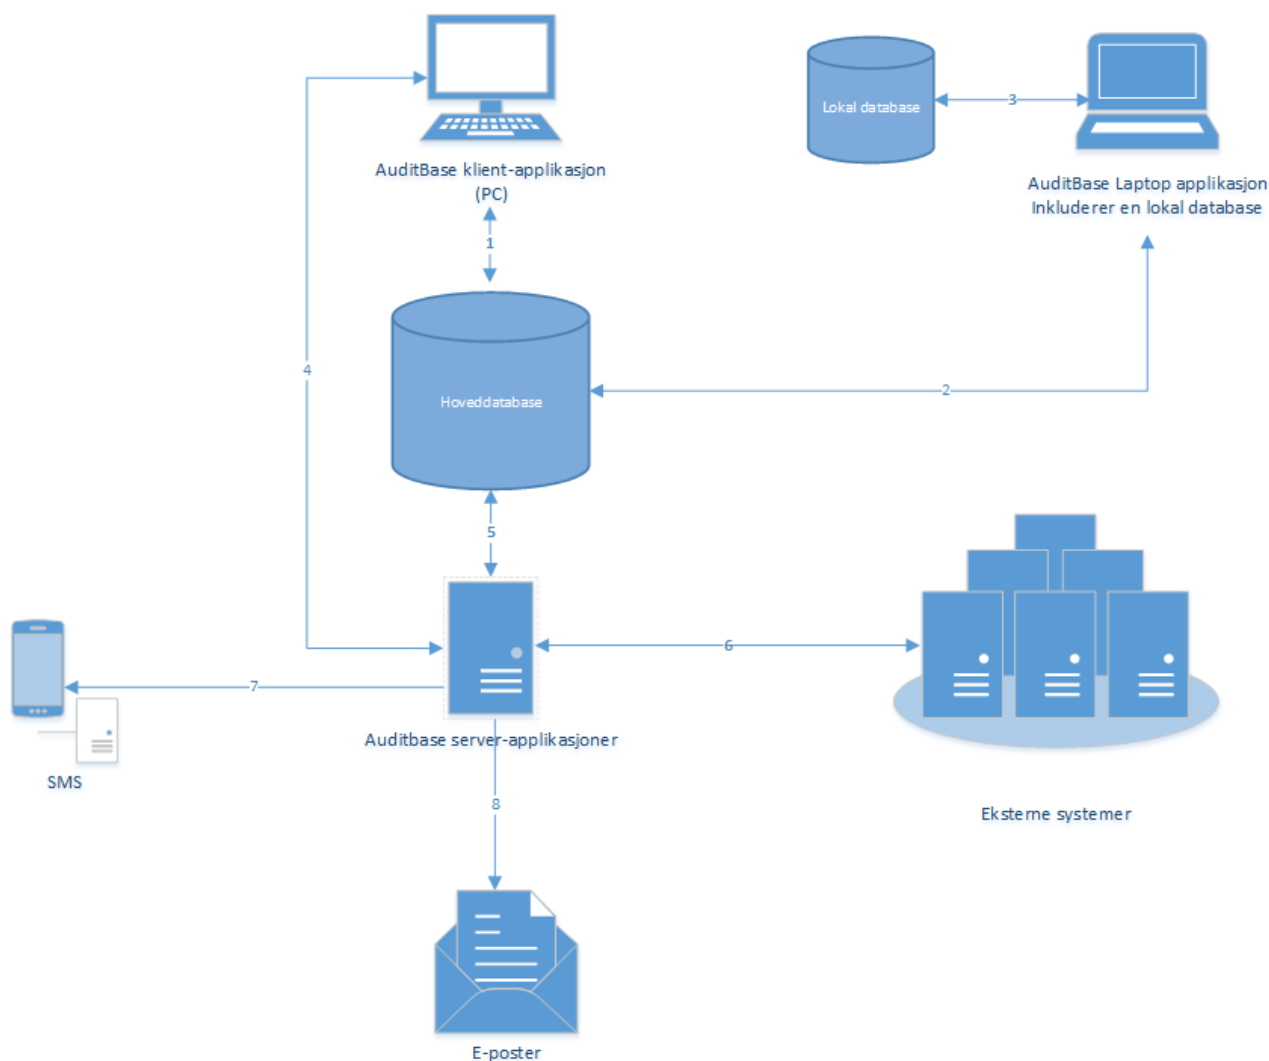 Lokal database
3
AuditBase klient-applikasjon
(PC)
AuditBase Laptop applikasjon
Inkluderer en lokal database
1
4
2
Hoveddatabase
5
6
7
Auditbase server-applikasjoner
SMS
8
Eksterne systemer
E-poster